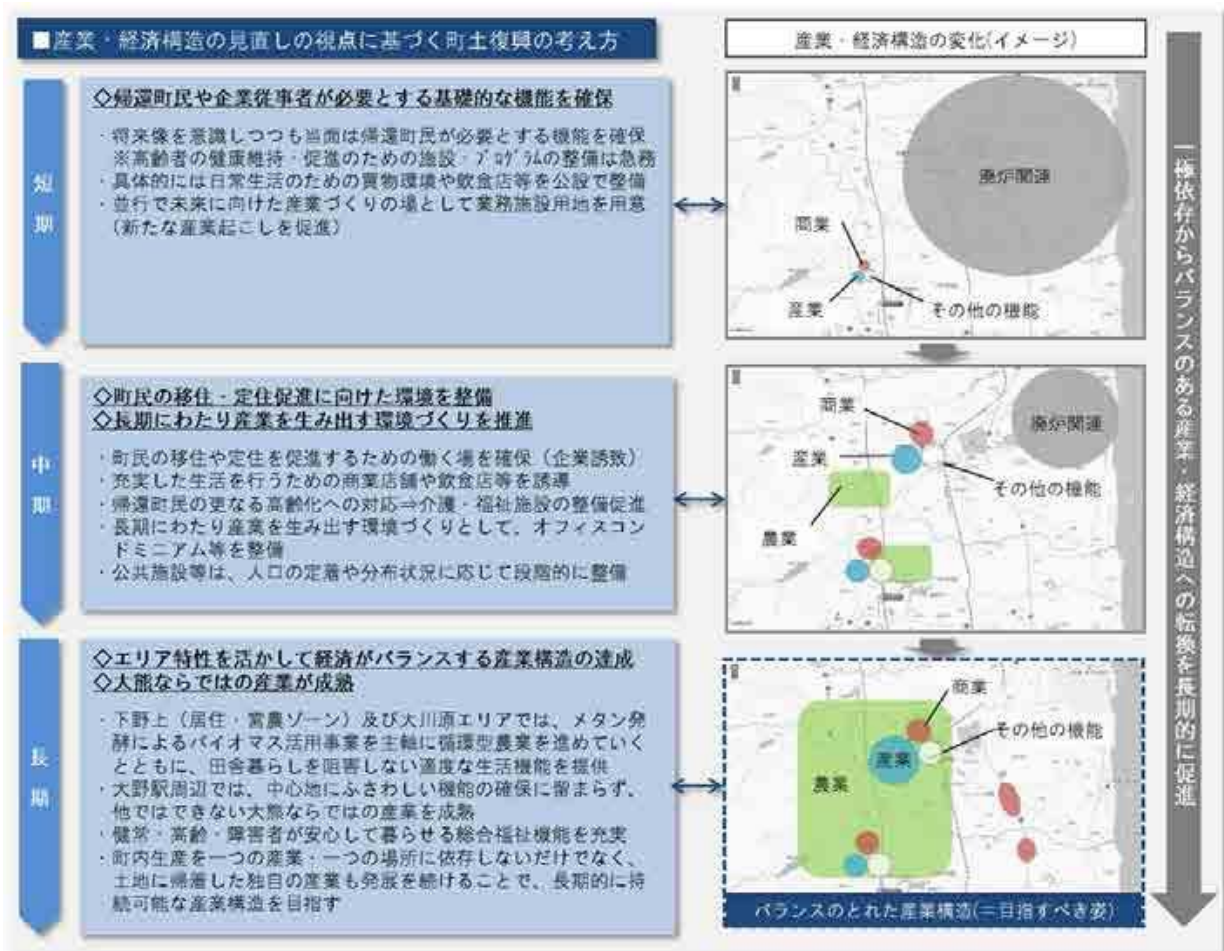 ■産業・経済構造の見直しの視点に基づく町土復興の考え方
産業・経済構造の変化(イメージ)
短期
◇帰還町民や企業従事者が必要とする基礎的な機能を確保
・将来像を意識しつつも当面は帰還町民が必要とする機能を確保
※高齢者の健康維持・促進のための施設・プログラムの整備は急務
・具体的には日常生活のための買物環境や飲食店等を公設で整備
・並行で未来に向けた産業づくりの場として業務施設用地を用意
(新たな産業起こしを促進)
廃炉関連
商業
産業
その他の機能
中期
◇町民の移住・定住促進に向けた環境を整備
◇長期にわたり産業を生み出す環境づくりを推進
・町民の移住や定住を促進するための働く場を確保（企業誘致）
・充実した生活を行うための商業店舗や飲食店等を誘導
・帰還町民の更なる高齢化への対応⇒介護・福祉施設の整備促進
・長期にわたり産業を生み出す環境づくりとして、オフィスコン
ドミニアム等を整備
・公共施設等は、人口の定着や分布状況に応じて段階的に整備
商業
廃炉関連
産業
その他の機能
農業
長期
◇エリア特性を活かして経済がバランスする産業構造の達成
◇大熊ならではの産業が成熟
・下野上（居住・営農ゾーン）及び大川原エリアでは、メタン発
酵によるバイオマス活用事業を主軸に循環型農業を進めていく
とともに、田舎暮らしを阻害しない適度な生活機能を提供
・大野駅周辺では、中心地にふさわしい機能の確保に留まらず、
他ではできない大熊ならではの産業を成熟
・健常・高齢・障害者が安心して暮らせる総合福祉機能を充実
・町内生産を一つの産業・一つの場所に依存しないだけでなく、
土地に帰着した独自の産業も発展を続けることで、長期的に持
続可能な産業構造を目指す
商業
その他の機能
産業
農業
バランスのとれた産業構造(＝目指すべき姿)
一極依存からバランスのある産業・経済構造への転換を長期的に促進